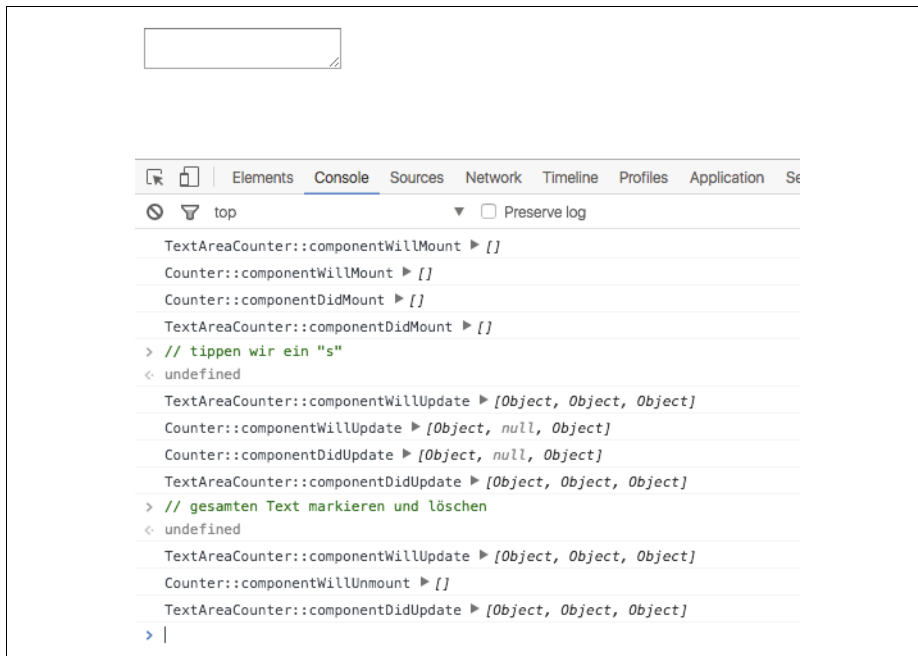 Elements Console Sources Network Timeline Profiles Application Se
top ▼ Preserve log
TextAreaCounter::componentWillMount ▶ []
Counter::componentWillMount ▶ []
Counter::componentDidMount ▶ []
TextAreaCounter::componentDidMount ▶ []
> // tippen wir ein "s"
<· undefined
TextAreaCounter::componentWillUpdate ▶ [Object, Object, Object]
Counter::componentWillUpdate ▶ [Object, null, Object]
Counter::componentDidUpdate ▶ [Object, null, Object]
TextAreaCounter::componentDidUpdate ▶ [Object, Object, Object]
> // gesamten Text markieren und löschen
<· undefined
TextAreaCounter::componentWillUpdate ▶ [Object, Object, Object]
Counter::componentWillUnmount ▶ []
TextAreaCounter::componentDidUpdate ▶ [Object, Object, Object]
>